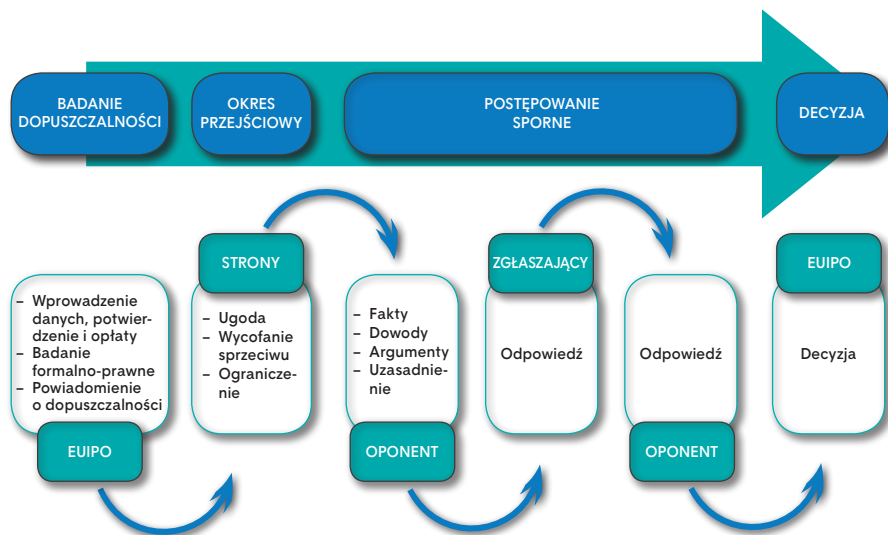 BADANIE
DOPUSZCZALNOŚCI
OKRES
PRZEJŚCIOWY
POSTĘPOWANIE
SPORNE
DECYZJA
– Wprowadzenie
danych, potwier-
dzenie i opłaty
– Badanie
formalno-prawne
– Powiadomienie
o dopuszczalności
EUIPO
STRONY
– Ugoda
– Wycofanie
sprzeciwu
– Ogranicze-
nie
– Fakty
– Dowody
– Argumenty
– Uzasadnie-
nie
OPONENT
ZGŁASZAJĄCY
Odpowiedź
Odpowiedź
OPONENT
EUIPO
Decyzja